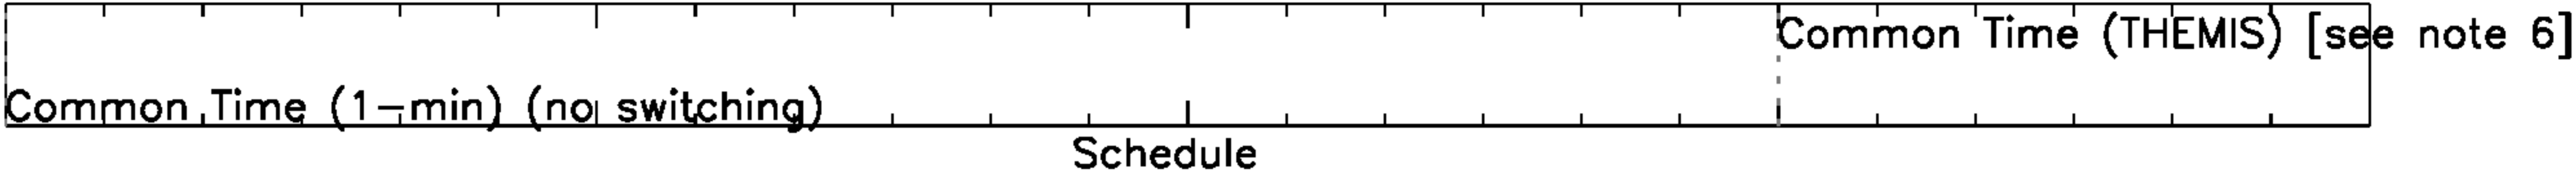 Common Time (THEMIS) [see note 6]
Common Time (1-min) (no switching)
Schedule